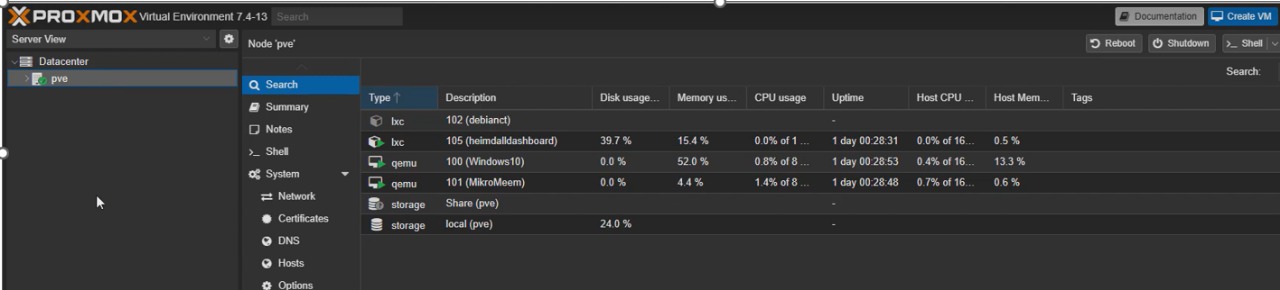 PROXMOX Virtual Environment 7.4-13 Search Documentation Create VM
Server View Node 'pve' Reboot Shutdown >_ Shell
Datacenter
pve
Search:
Search
Summary
Notes
>_ Shell
System
Network
Certificates
DNS
Hosts
Options
Type ↑ Description Disk usage... Memory us... CPU usage Uptime Host CPU ... Host Mem... Tags
lxc 102 (debianct) -
lxc 105 (heimdalldashboard) 39.7 % 15.4 % 0.0% of 1 ... 1 day 00:28:31 0.0% of 16... 0.5 %
qemu 100 (Windows10) 0.0 % 52.0 % 0.8% of 8 ... 1 day 00:28:53 0.4% of 16... 13.3 %
qemu 101 (MikroMeem) 0.0 % 4.4 % 1.4% of 8 ... 1 day 00:28:48 0.7% of 16... 0.6 %
storage Share (pve) -
storage local (pve) 24.0 % -